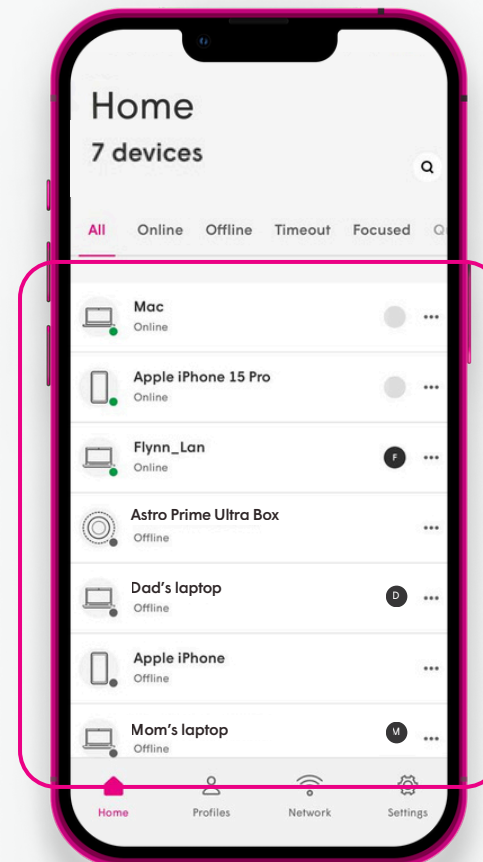 Home
7 devices
All Online Offline Timeout Focused
Mac
Online
Apple iPhone 15 Pro
Online
Flynn_Lan
Online
F
Astro Prime Ultra Box
Offline
Dad's laptop
Offline
D
Apple iPhone
Offline
Mom's laptop
Offline
M
Home Profiles Network Settings